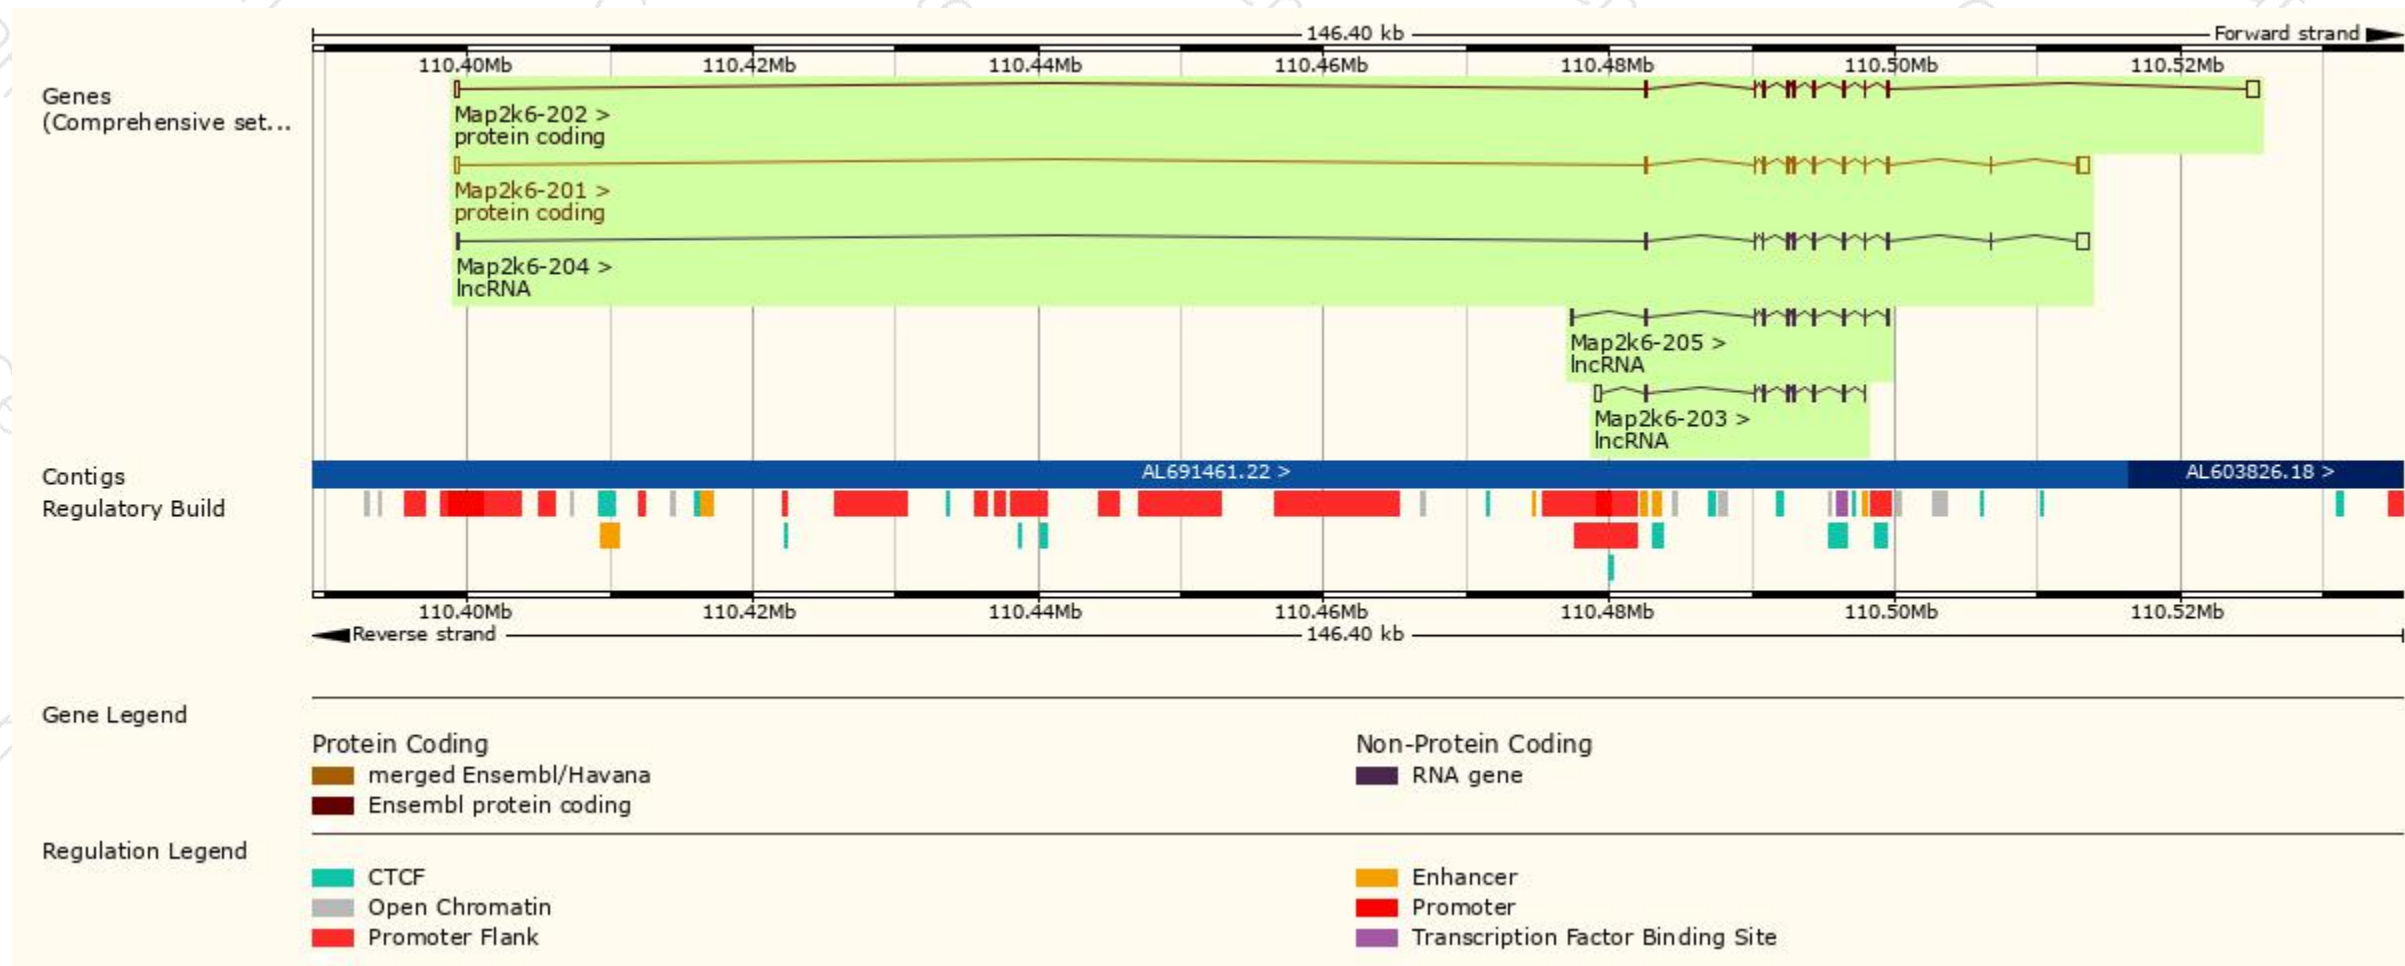 146.40 kb
Forward strand
110.40Mb 110.42Mb 110.44Mb 110.46Mb 110.48Mb 110.50Mb 110.52Mb
Genes
(Comprehensive set...
Map2k6-202 >
protein coding
Map2k6-201 >
protein coding
Map2k6-204 >
lncRNA
Map2k6-205 >
lncRNA
Map2k6-203 >
lncRNA
Contigs
AL691461.22 >
AL603826.18 >
Regulatory Build
110.40Mb 110.42Mb 110.44Mb 110.46Mb 110.48Mb 110.50Mb 110.52Mb
Reverse strand
146.40 kb
Gene Legend
Protein Coding
merged Ensembl/Havana
Ensembl protein coding
Non-Protein Coding
RNA gene
Regulation Legend
CTCF
Open Chromatin
Promoter Flank
Enhancer
Promoter
Transcription Factor Binding Site